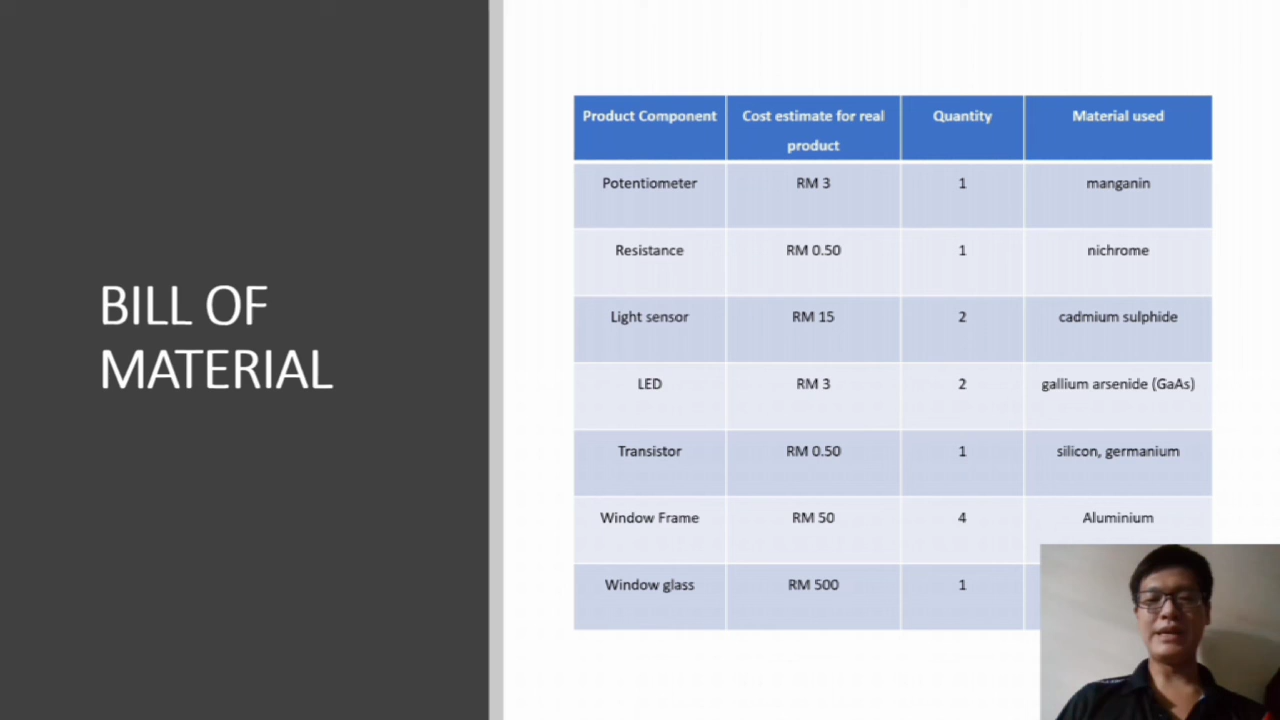 BILL OF
MATERIAL
Product Component Cost estimate for real product Quantity Material used
Potentiometer RM 3 1 manganin
Resistance RM 0.50 1 nichrome
Light sensor RM 15 2 cadmium sulphide
LED RM 3 2 gallium arsenide (GaAs)
Transistor RM 0.50 1 silicon, germanium
Window Frame RM 50 4 Aluminium
Window glass RM 500 1